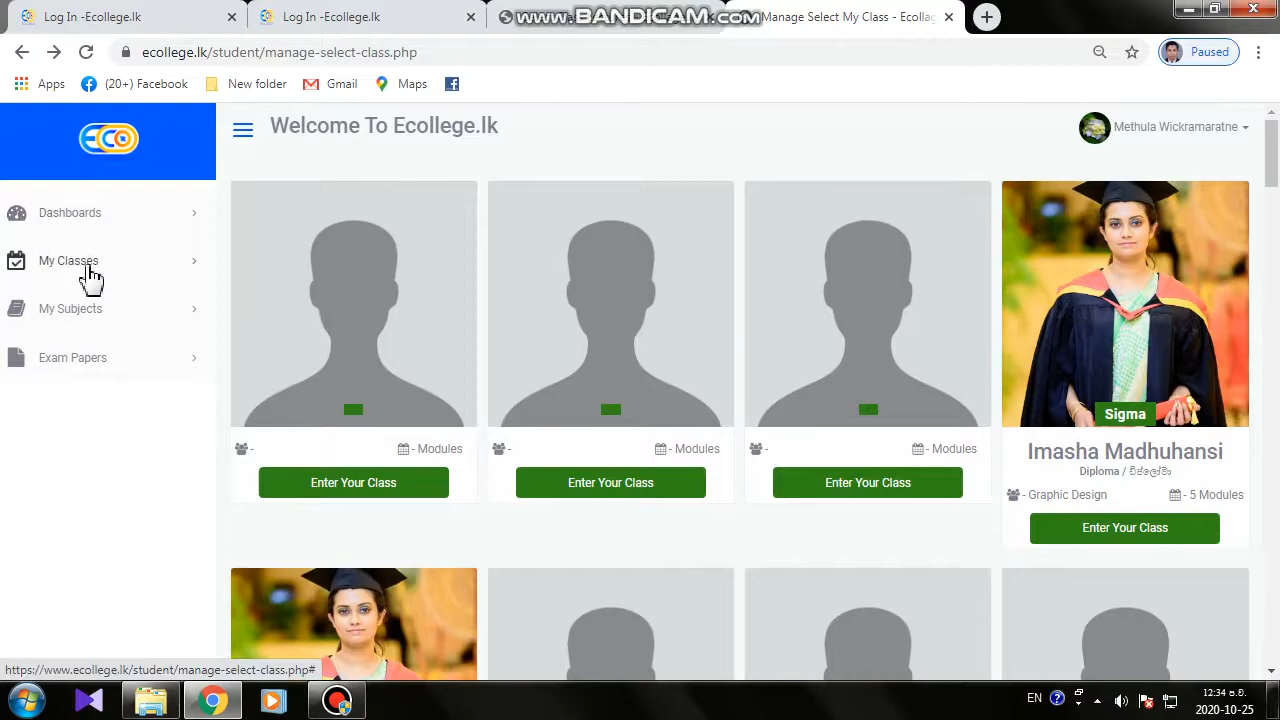 Log In -Ecollege.lk
Log In -Ecollege.lk
www.BANDICAM.com
Manage Select My Class - Ecollag
ecollege.lk/student/manage-select-class.php
Paused
Apps
(20+) Facebook
New folder
Gmail
Maps
ECO
Welcome To Ecollege.lk
Methula Wickramaratne
Dashboards
My Classes
My Subjects
Exam Papers
Sigma
- - Modules
- - Modules
- - Modules
Imasha Madhuhansi
Diploma / ඩිප්ලෝමා
- Graphic Design - 5 Modules
Enter Your Class
Enter Your Class
Enter Your Class
Enter Your Class
https://www.ecollege.lk/student/manage-select-class.php#
EN
12:34 ප.ව.
2020-10-25